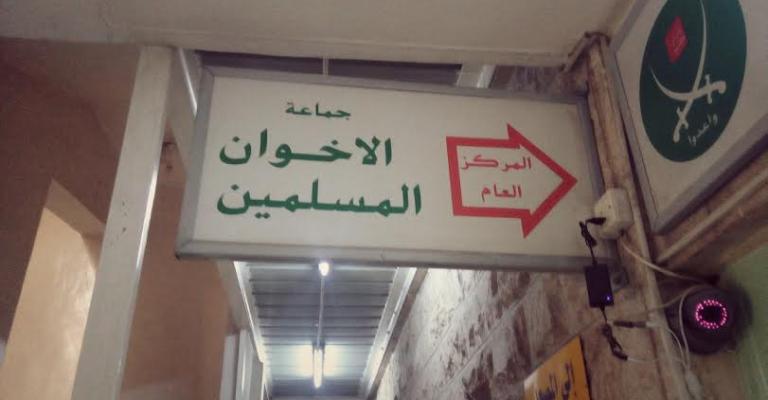 جماعة
الاخوان
المسلمين
المركز
العام
واعدوا